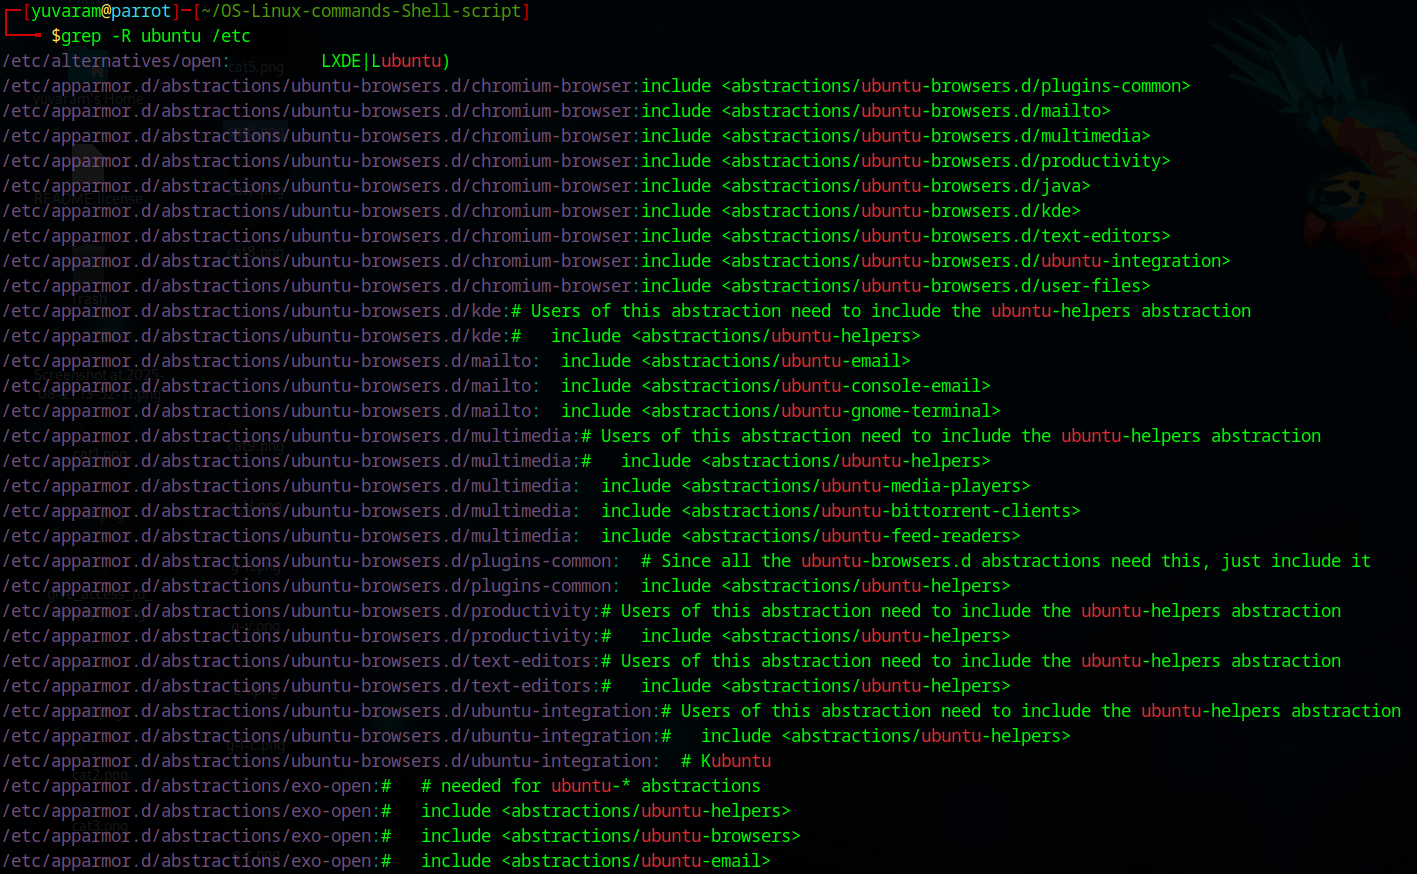 [yuvaram@parrot]─[~/OS-Linux-commands-Shell-script]
$grep -R ubuntu /etc
/etc/alternatives/open:         LXDE|Lubuntu)
/etc/apparmor.d/abstractions/ubuntu-browsers.d/chromium-browser:include <abstractions/ubuntu-browsers.d/plugins-common>
/etc/apparmor.d/abstractions/ubuntu-browsers.d/chromium-browser:include <abstractions/ubuntu-browsers.d/mailto>
/etc/apparmor.d/abstractions/ubuntu-browsers.d/chromium-browser:include <abstractions/ubuntu-browsers.d/multimedia>
/etc/apparmor.d/abstractions/ubuntu-browsers.d/chromium-browser:include <abstractions/ubuntu-browsers.d/productivity>
/etc/apparmor.d/abstractions/ubuntu-browsers.d/chromium-browser:include <abstractions/ubuntu-browsers.d/java>
/etc/apparmor.d/abstractions/ubuntu-browsers.d/chromium-browser:include <abstractions/ubuntu-browsers.d/kde>
/etc/apparmor.d/abstractions/ubuntu-browsers.d/chromium-browser:include <abstractions/ubuntu-browsers.d/text-editors>
/etc/apparmor.d/abstractions/ubuntu-browsers.d/chromium-browser:include <abstractions/ubuntu-browsers.d/ubuntu-integration>
/etc/apparmor.d/abstractions/ubuntu-browsers.d/chromium-browser:include <abstractions/ubuntu-browsers.d/user-files>
/etc/apparmor.d/abstractions/ubuntu-browsers.d/kde:# Users of this abstraction need to include the ubuntu-helpers abstraction
/etc/apparmor.d/abstractions/ubuntu-browsers.d/kde:#   include <abstractions/ubuntu-helpers>
/etc/apparmor.d/abstractions/ubuntu-browsers.d/mailto:  include <abstractions/ubuntu-email>
/etc/apparmor.d/abstractions/ubuntu-browsers.d/mailto:  include <abstractions/ubuntu-console-email>
/etc/apparmor.d/abstractions/ubuntu-browsers.d/mailto:  include <abstractions/ubuntu-gnome-terminal>
/etc/apparmor.d/abstractions/ubuntu-browsers.d/multimedia:# Users of this abstraction need to include the ubuntu-helpers abstraction
/etc/apparmor.d/abstractions/ubuntu-browsers.d/multimedia:#   include <abstractions/ubuntu-helpers>
/etc/apparmor.d/abstractions/ubuntu-browsers.d/multimedia:  include <abstractions/ubuntu-media-players>
/etc/apparmor.d/abstractions/ubuntu-browsers.d/multimedia:  include <abstractions/ubuntu-bittorrent-clients>
/etc/apparmor.d/abstractions/ubuntu-browsers.d/multimedia:  include <abstractions/ubuntu-feed-readers>
/etc/apparmor.d/abstractions/ubuntu-browsers.d/plugins-common:  # Since all the ubuntu-browsers.d abstractions need this, just include it
/etc/apparmor.d/abstractions/ubuntu-browsers.d/plugins-common:  include <abstractions/ubuntu-helpers>
/etc/apparmor.d/abstractions/ubuntu-browsers.d/productivity:# Users of this abstraction need to include the ubuntu-helpers abstraction
/etc/apparmor.d/abstractions/ubuntu-browsers.d/productivity:#   include <abstractions/ubuntu-helpers>
/etc/apparmor.d/abstractions/ubuntu-browsers.d/text-editors:# Users of this abstraction need to include the ubuntu-helpers abstraction
/etc/apparmor.d/abstractions/ubuntu-browsers.d/text-editors:#   include <abstractions/ubuntu-helpers>
/etc/apparmor.d/abstractions/ubuntu-browsers.d/ubuntu-integration:# Users of this abstraction need to include the ubuntu-helpers abstraction
/etc/apparmor.d/abstractions/ubuntu-browsers.d/ubuntu-integration:#   include <abstractions/ubuntu-helpers>
/etc/apparmor.d/abstractions/ubuntu-browsers.d/ubuntu-integration:  # Kubuntu
/etc/apparmor.d/abstractions/exo-open:#   # needed for ubuntu-* abstractions
/etc/apparmor.d/abstractions/exo-open:#   include <abstractions/ubuntu-helpers>
/etc/apparmor.d/abstractions/exo-open:#   include <abstractions/ubuntu-browsers>
/etc/apparmor.d/abstractions/exo-open:#   include <abstractions/ubuntu-email>